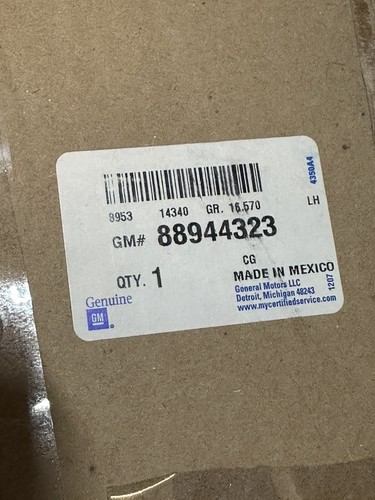 4350A4
8953 14340 GR. 16.570 LH
GM# 88944323
CG
QTY. 1 MADE IN MEXICO
General Motors LLC
Detroit, Michigan 48243
www.mycertifiedservice.com
1207
Genuine
GM®